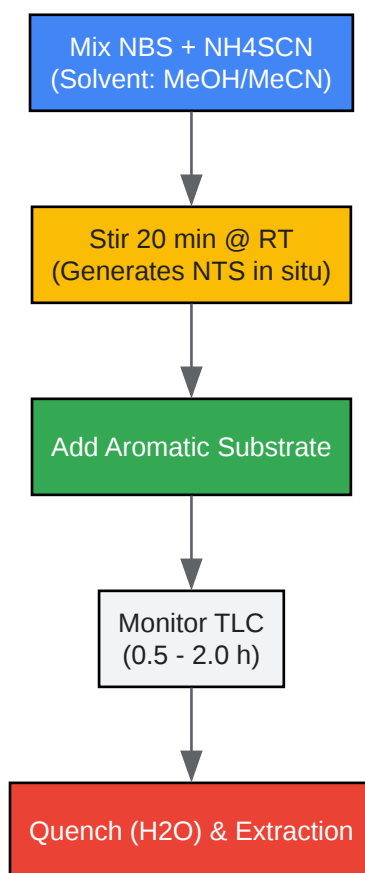 Mix NBS + NH4SCN
(Solvent: MeOH/MeCN)
Stir 20 min @ RT
(Generates NTS in situ)
Add Aromatic Substrate
Monitor TLC
(0.5 - 2.0 h)
Quench (H2O) & Extraction